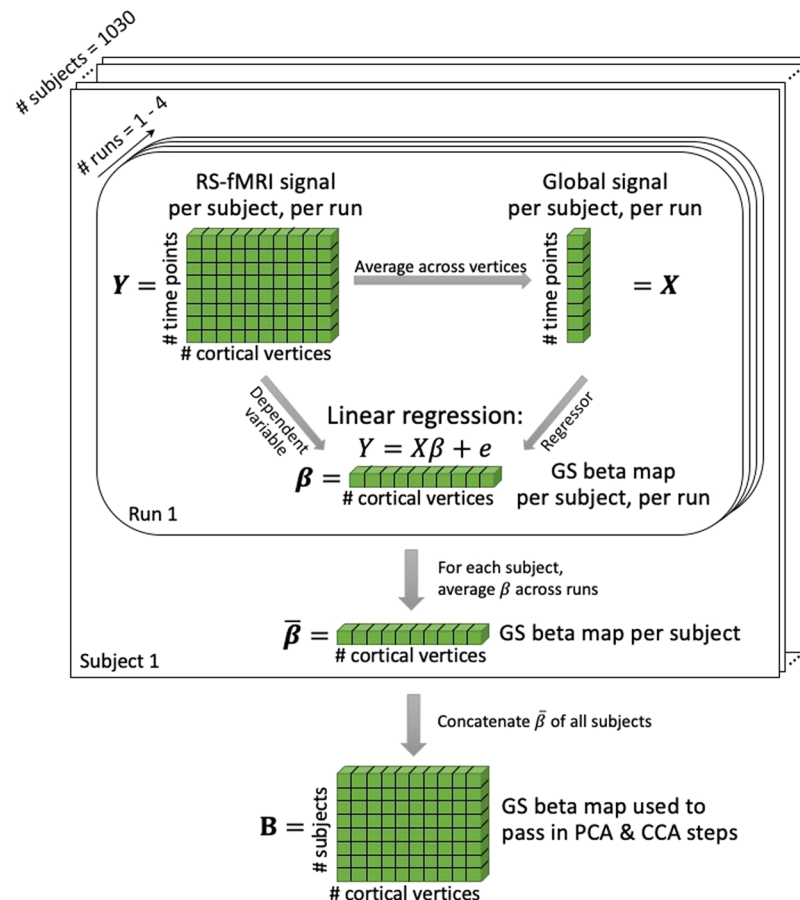 # subjects = 1030
...
...
# runs = 1 - 4
RS-fMRI signal
per subject, per run
Global signal
per subject, per run
Y =
# time points
Average across vertices
# time points
= X
# cortical vertices
Dependent
variable
Linear regression:
Regressor
Y = Xβ + e
β =
# cortical vertices
GS beta map
per subject, per run
Run 1
For each subject,
average β across runs
β̅ =
GS beta map per subject
# cortical vertices
Subject 1
...
Concatenate β̅ of all subjects
B =
# subjects
GS beta map used to
pass in PCA & CCA steps
# cortical vertices